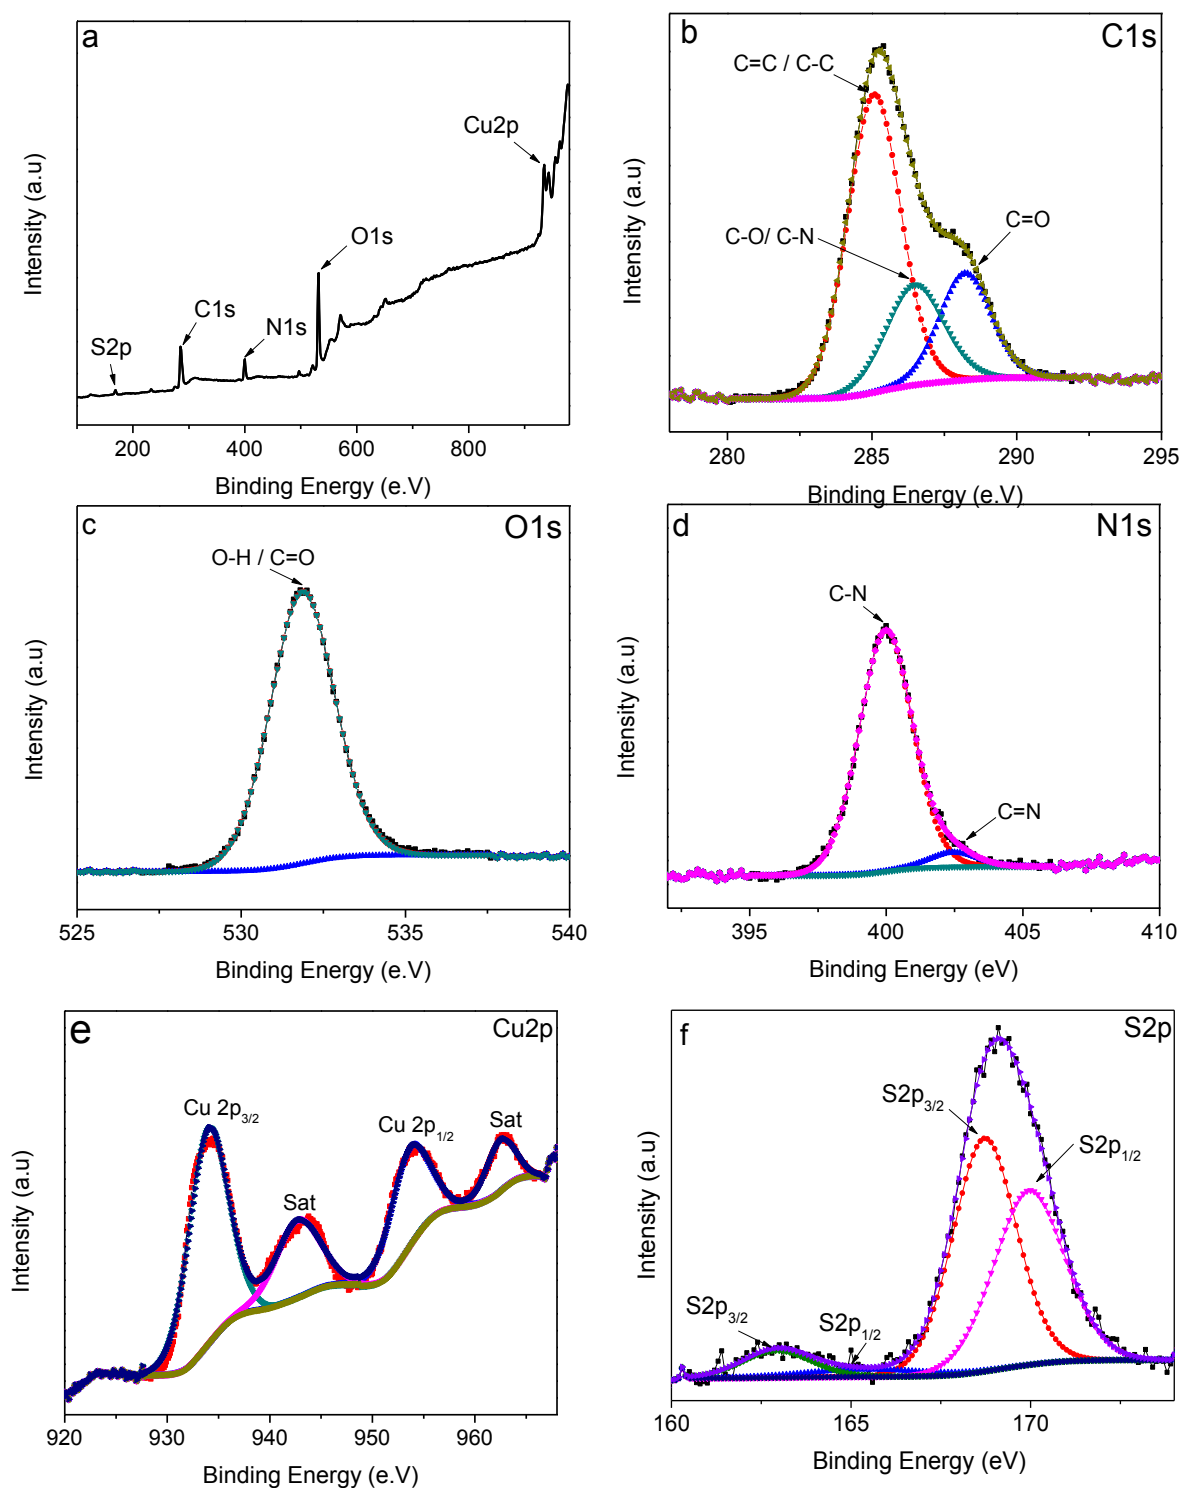 a
Cu2p
O1s
C1s
N1s
S2p
Intensity (a.u)
200 400 600 800
Binding Energy (e.V)
b
C1s
C=C / C-C
C-O/ C-N
C=O
Intensity (a.u)
280 285 290 295
Binding Energy (e.V)
c
O1s
O-H / C=O
Intensity (a.u)
525 530 535 540
Binding Energy (e.V)
d
N1s
C-N
C=N
Intensity (a.u)
395 400 405 410
Binding Energy (eV)
e
Cu2p
Cu 2p3/2
Sat
Cu 2p1/2
Sat
Intensity (a.u)
920 930 940 950 960
Binding Energy (e.V)
f
S2p
S2p3/2
S2p1/2
S2p3/2
S2p1/2
Intensity (a.u)
160 165 170
Binding Energy (eV)